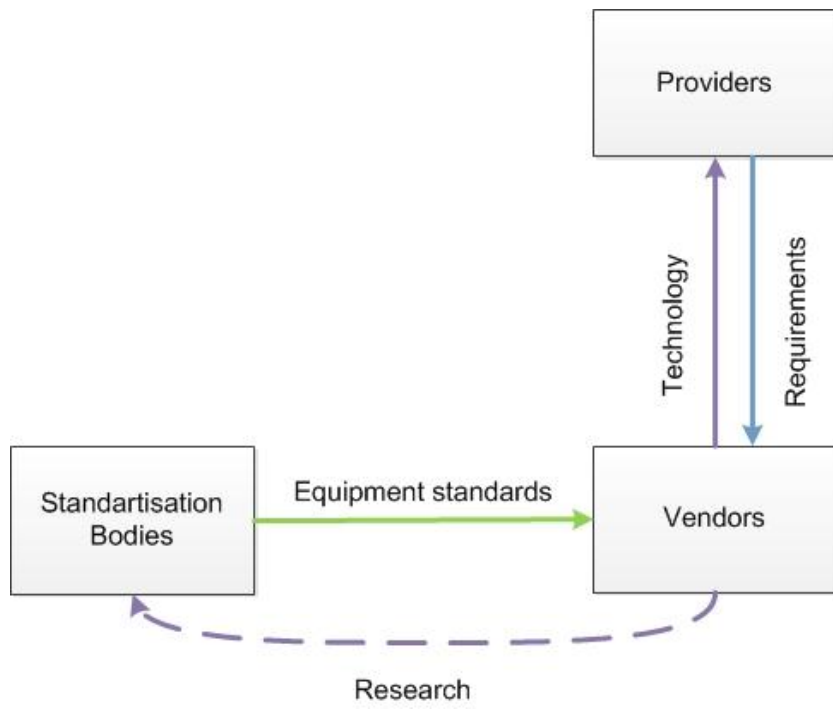 Providers
Technology
Requirements
Standartisation
Bodies
Equipment standards
Vendors
Research